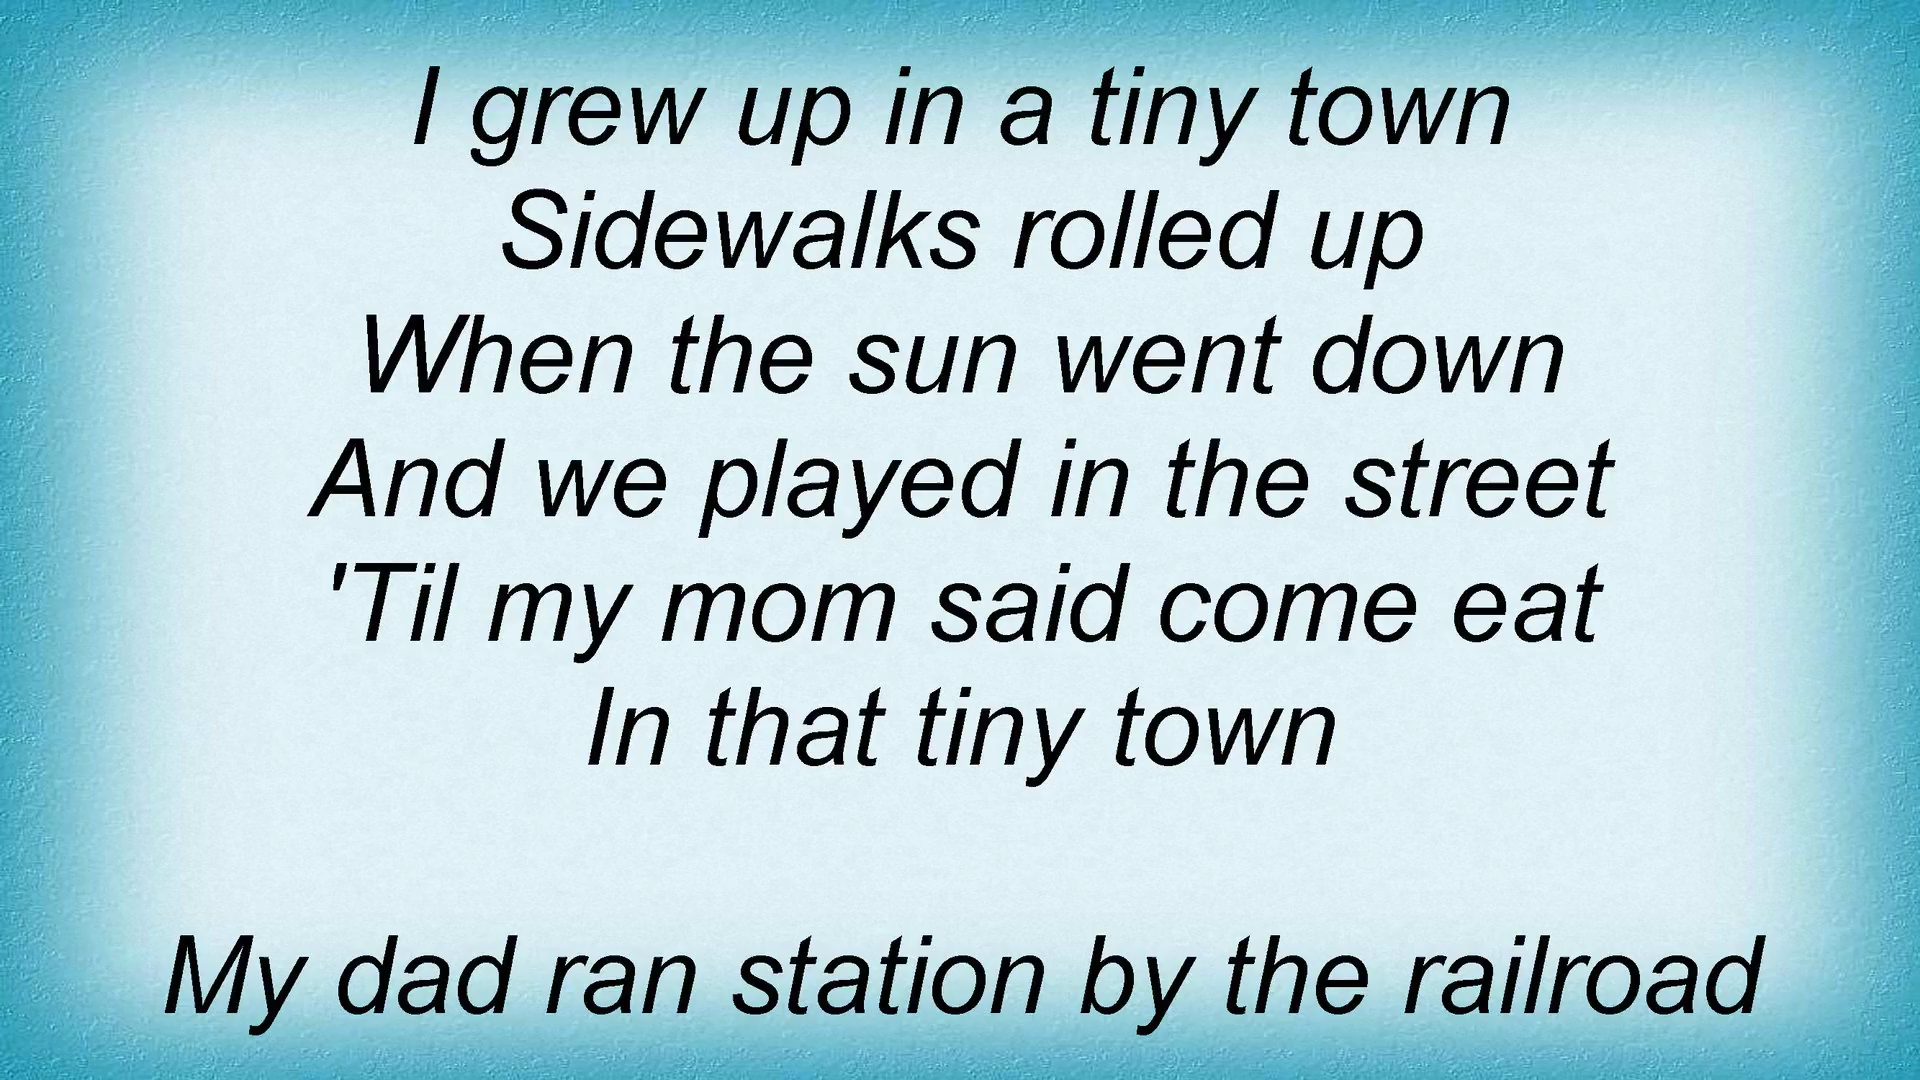 I grew up in a tiny town
Sidewalks rolled up
When the sun went down
And we played in the street
'Til my mom said come eat
In that tiny town
My dad ran station by the railroad